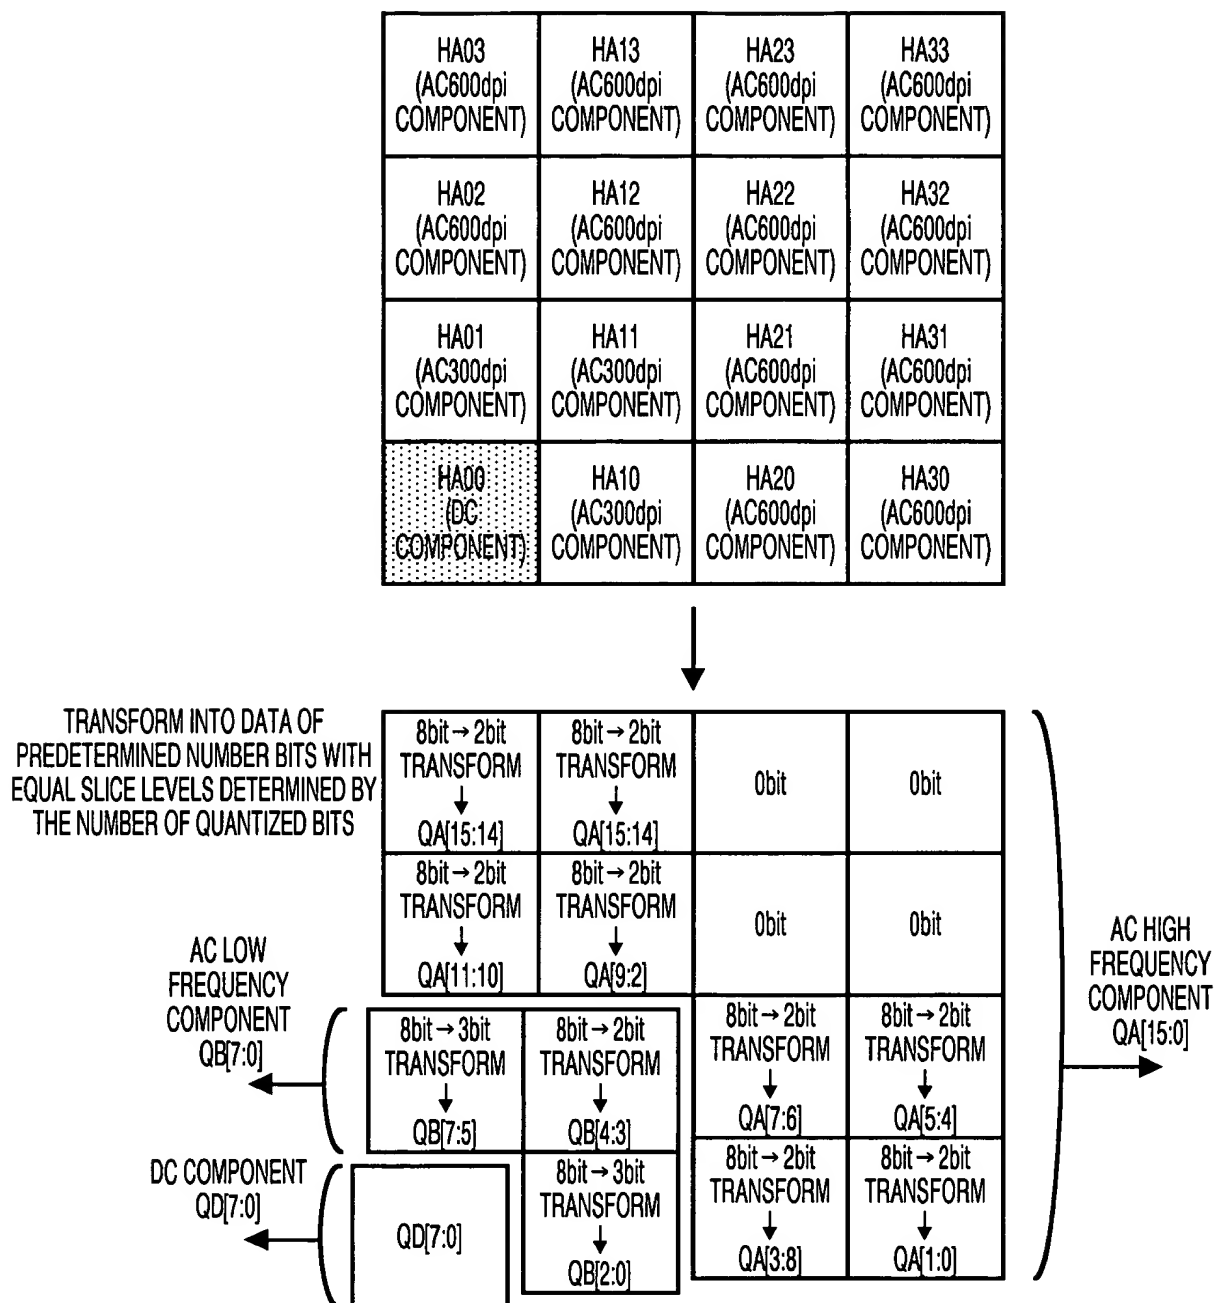 HA03
(AC600dpi
COMPONENT)
HA13
(AC600dpi
COMPONENT)
HA23
(AC600dpi
COMPONENT)
HA33
(AC600dpi
COMPONENT)
HA02
(AC600dpi
COMPONENT)
HA12
(AC600dpi
COMPONENT)
HA22
(AC600dpi
COMPONENT)
HA32
(AC600dpi
COMPONENT)
HA01
(AC300dpi
COMPONENT)
HA11
(AC300dpi
COMPONENT)
HA21
(AC600dpi
COMPONENT)
HA31
(AC600dpi
COMPONENT)
HA00
(DC
COMPONENT)
HA10
(AC300dpi
COMPONENT)
HA20
(AC600dpi
COMPONENT)
HA30
(AC600dpi
COMPONENT)
TRANSFORM INTO DATA OF
PREDETERMINED NUMBER BITS WITH
EQUAL SLICE LEVELS DETERMINED BY
THE NUMBER OF QUANTIZED BITS
8bit→2bit
TRANSFORM
QA[15:14]
8bit→2bit
TRANSFORM
QA[15:14]
0bit
0bit
8bit→2bit
TRANSFORM
QA[11:10]
8bit→2bit
TRANSFORM
QA[9:2]
0bit
0bit
AC LOW
FREQUENCY
COMPONENT
QB[7:0]
8bit→3bit
TRANSFORM
QB[7:5]
8bit→2bit
TRANSFORM
QB[4:3]
8bit→2bit
TRANSFORM
QA[7:6]
8bit→2bit
TRANSFORM
QA[5:4]
AC HIGH
FREQUENCY
COMPONENT
QA[15:0]
DC COMPONENT
QD[7:0]
QD[7:0]
8bit→3bit
TRANSFORM
QB[2:0]
8bit→2bit
TRANSFORM
QA[3:8]
8bit→2bit
TRANSFORM
QA[1:0]